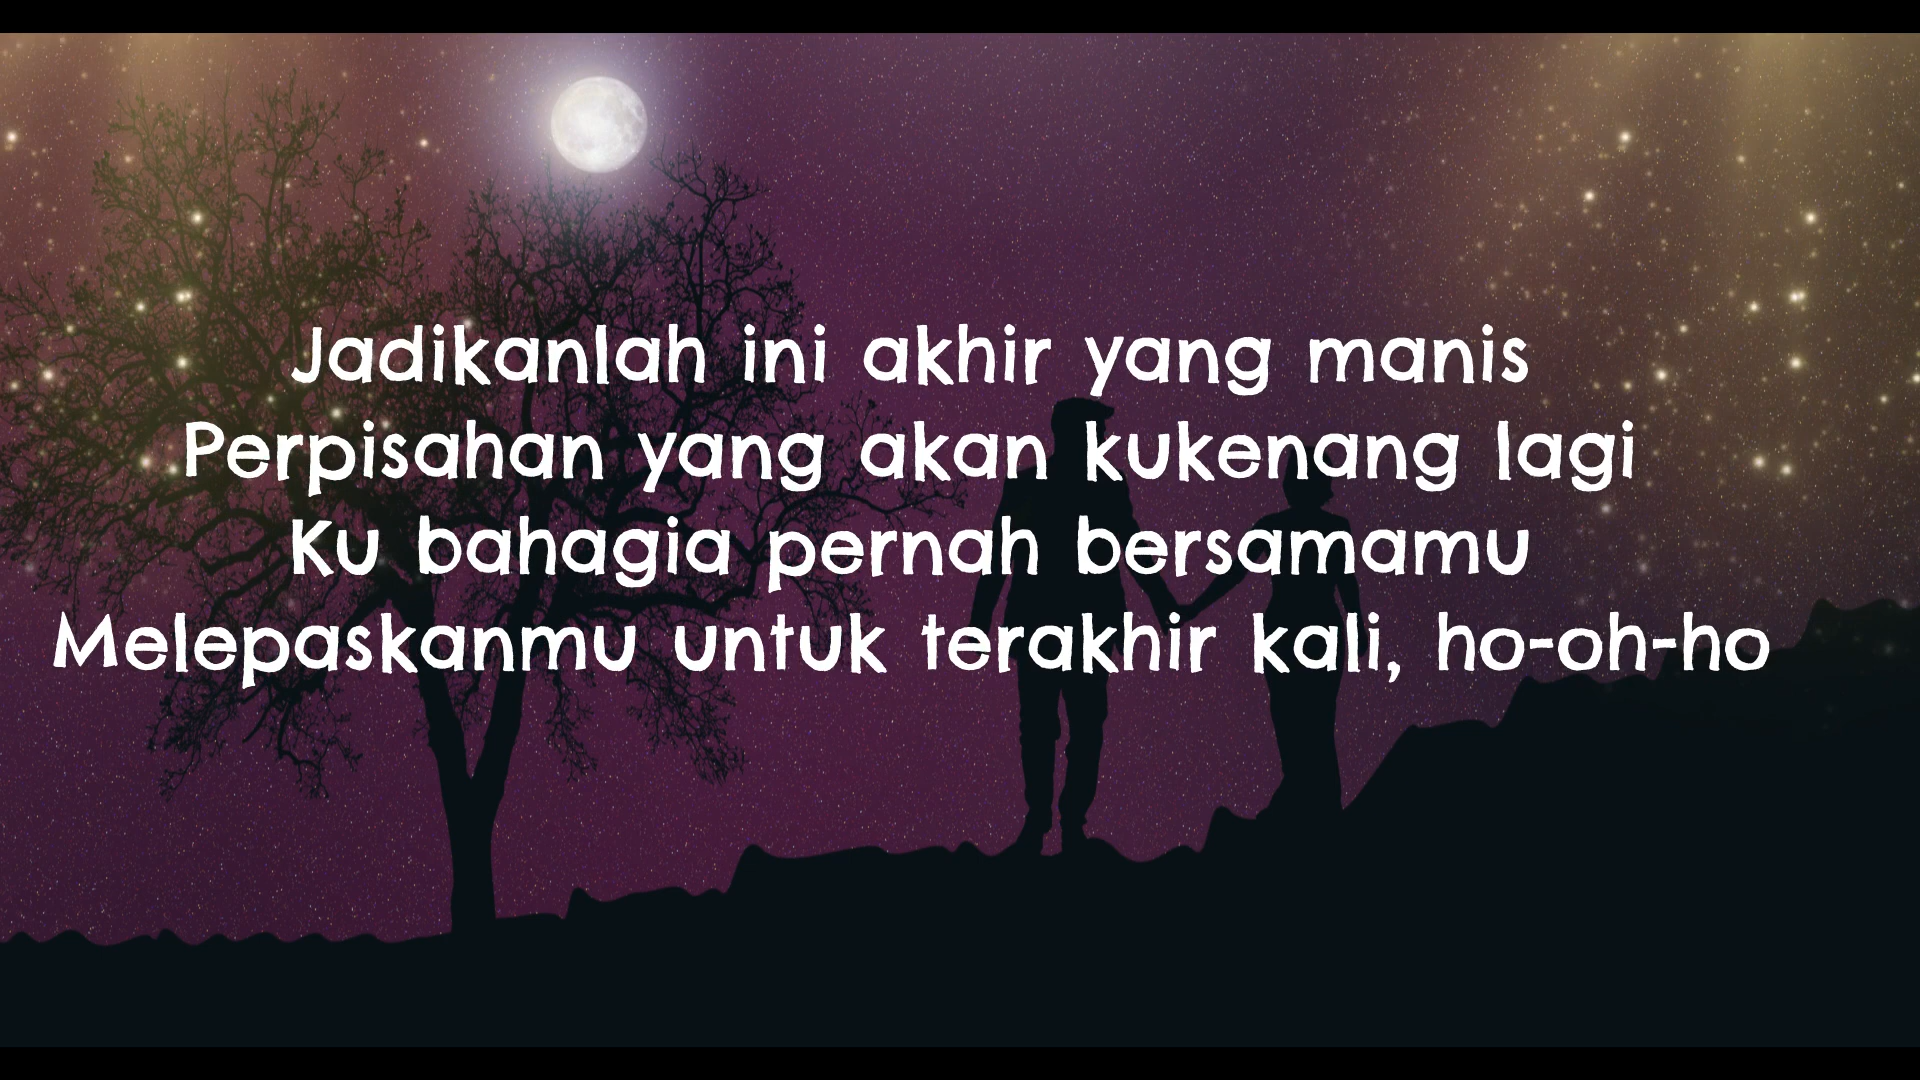 Jadikanlah ini akhir yang manis
Perpisahan yang akan kukenang lagi
Ku bahagia pernah bersamamu
Melepaskanmu untuk terakhir kali, ho-oh-ho